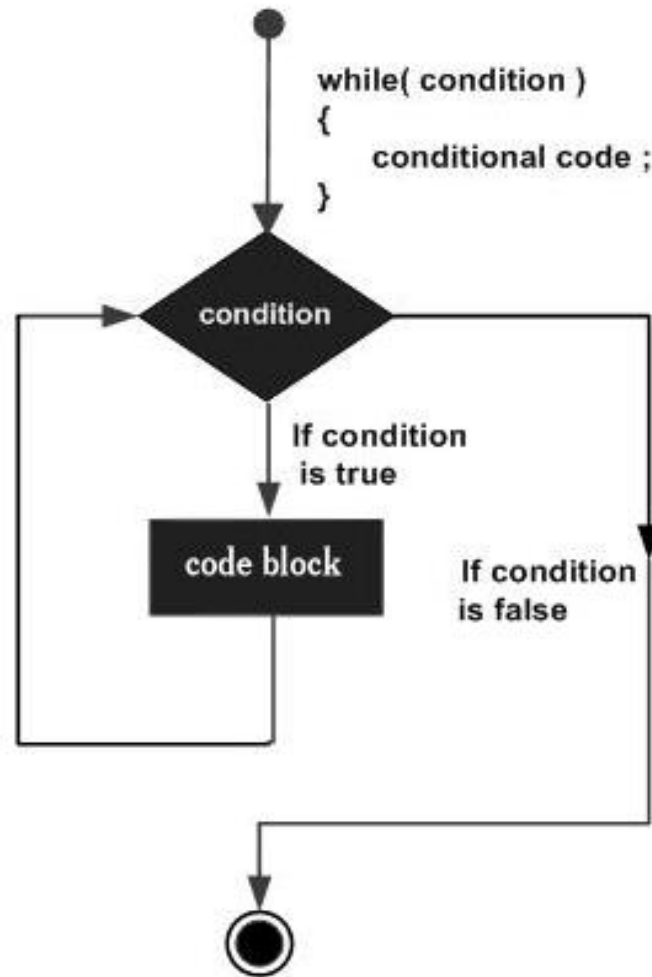 while( condition )
{
conditional code ;
}
condition
If condition
is true
code block
If condition
is false